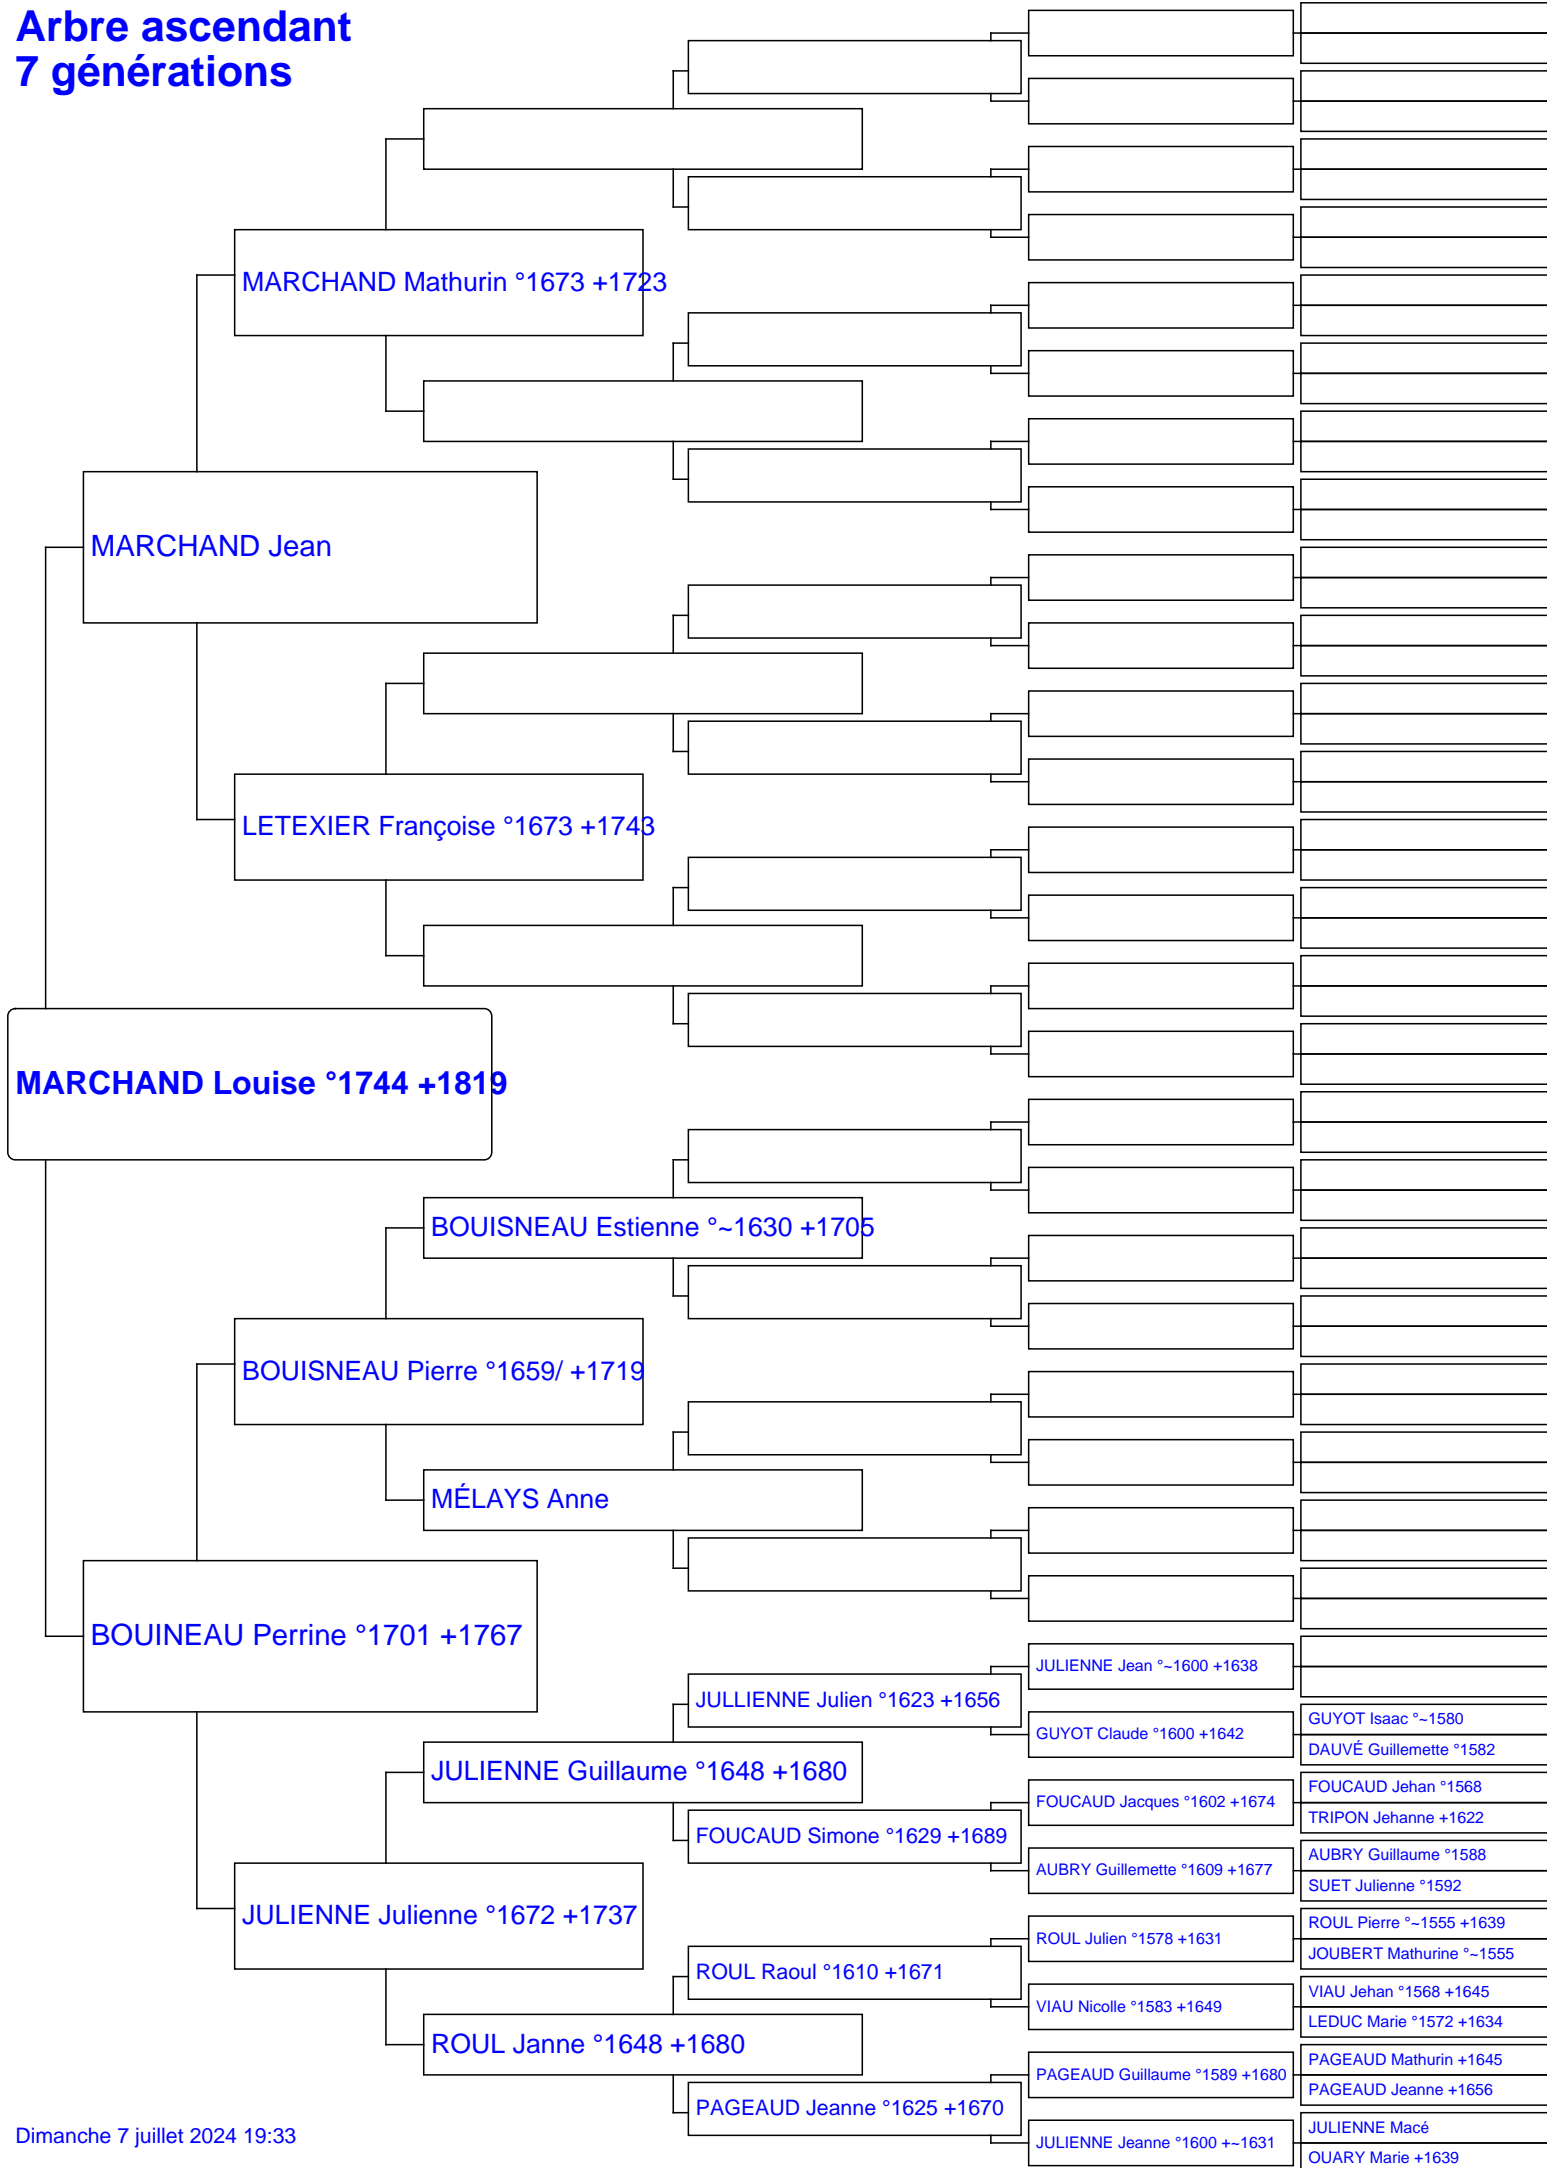 Arbre ascendant
7 générations
MARCHAND Mathurin °1673 +1723
MARCHAND Jean
LETEXIER Françoise °1673 +1743
MARCHAND Louise °1744 +1819
BOUISNEAU Estienne °~1630 +1705
BOUISNEAU Pierre °1659/ +1719
MÉLAYS Anne
BOUINEAU Perrine °1701 +1767
JULIENNE Jean °~1600 +1638
JULLIENNE Julien °1623 +1656
GUYOT Isaac °~1580
GUYOT Claude °1600 +1642
DAUVÉ Guillemette °1582
JULIENNE Guillaume °1648 +1680
FOUCAUD Jehan °1568
FOUCAUD Jacques °1602 +1674
TRIPON Jehanne +1622
FOUCAUD Simone °1629 +1689
AUBRY Guillaume °1588
AUBRY Guillemette °1609 +1677
SUET Julienne °1592
JULIENNE Julienne °1672 +1737
ROUL Pierre °~1555 +1639
ROUL Julien °1578 +1631
JOUBERT Mathurine °~1555
ROUL Raoul °1610 +1671
VIAU Jehan °1568 +1645
VIAU Nicolle °1583 +1649
LEDUC Marie °1572 +1634
ROUL Janne °1648 +1680
PAGEAUD Mathurin +1645
PAGEAUD Guillaume °1589 +1680
PAGEAUD Jeanne +1656
PAGEAUD Jeanne °1625 +1670
JULIENNE Macé
JULIENNE Jeanne °1600 +~1631
OUARY Marie +1639
Dimanche 7 juillet 2024 19:33